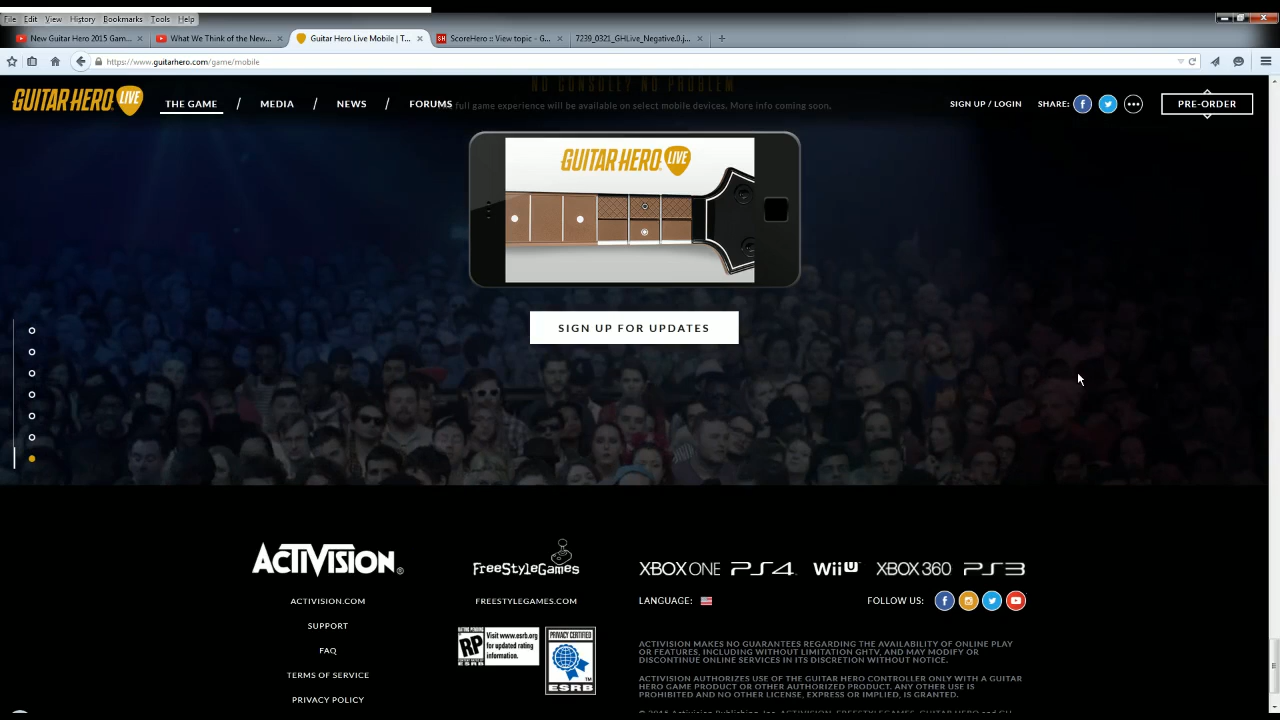 File Edit View History Bookmarks Tools Help
New Guitar Hero 2015 Gam... × What We Think of the New... × Guitar Hero Live Mobile | T... × ScoreHero :: View topic - G... × 7239_0321_GHLive_Negative.0.j... × +
https://www.guitarhero.com/game/mobile
NO CONSOLE? NO PROBLEM
GUITAR HERO LIVE THE GAME / MEDIA / NEWS / FORUMS SIGN UP / LOGIN SHARE: PRE-ORDER
full game experience will be available on select mobile devices. More info coming soon.
GUITAR HERO LIVE
SIGN UP FOR UPDATES
ACTIVISION®
FreeStyleGames
XBOX ONE PS4 Wii U XBOX 360 PS3
ACTIVISION.COM
FREESTYLEGAMES.COM
LANGUAGE:
FOLLOW US:
SUPPORT
FAQ
TERMS OF SERVICE
PRIVACY POLICY
RP
Visit www.esrb.org
for updated rating
information.
ESRB
PRIVACY CERTIFIED
ESRB
ACTIVISION MAKES NO GUARANTEES REGARDING THE AVAILABILITY OF ONLINE PLAY
OR FEATURES, INCLUDING WITHOUT LIMITATION GHTV, AND MAY MODIFY OR
DISCONTINUE ONLINE SERVICES IN ITS DISCRETION WITHOUT NOTICE.
ACTIVISION AUTHORIZES USE OF THE GUITAR HERO CONTROLLER ONLY WITH A GUITAR
HERO GAME PRODUCT OR OTHER AUTHORIZED PRODUCT. ANY OTHER USE IS
PROHIBITED AND NO OTHER LICENSE, EXPRESS OR IMPLIED, IS GRANTED.